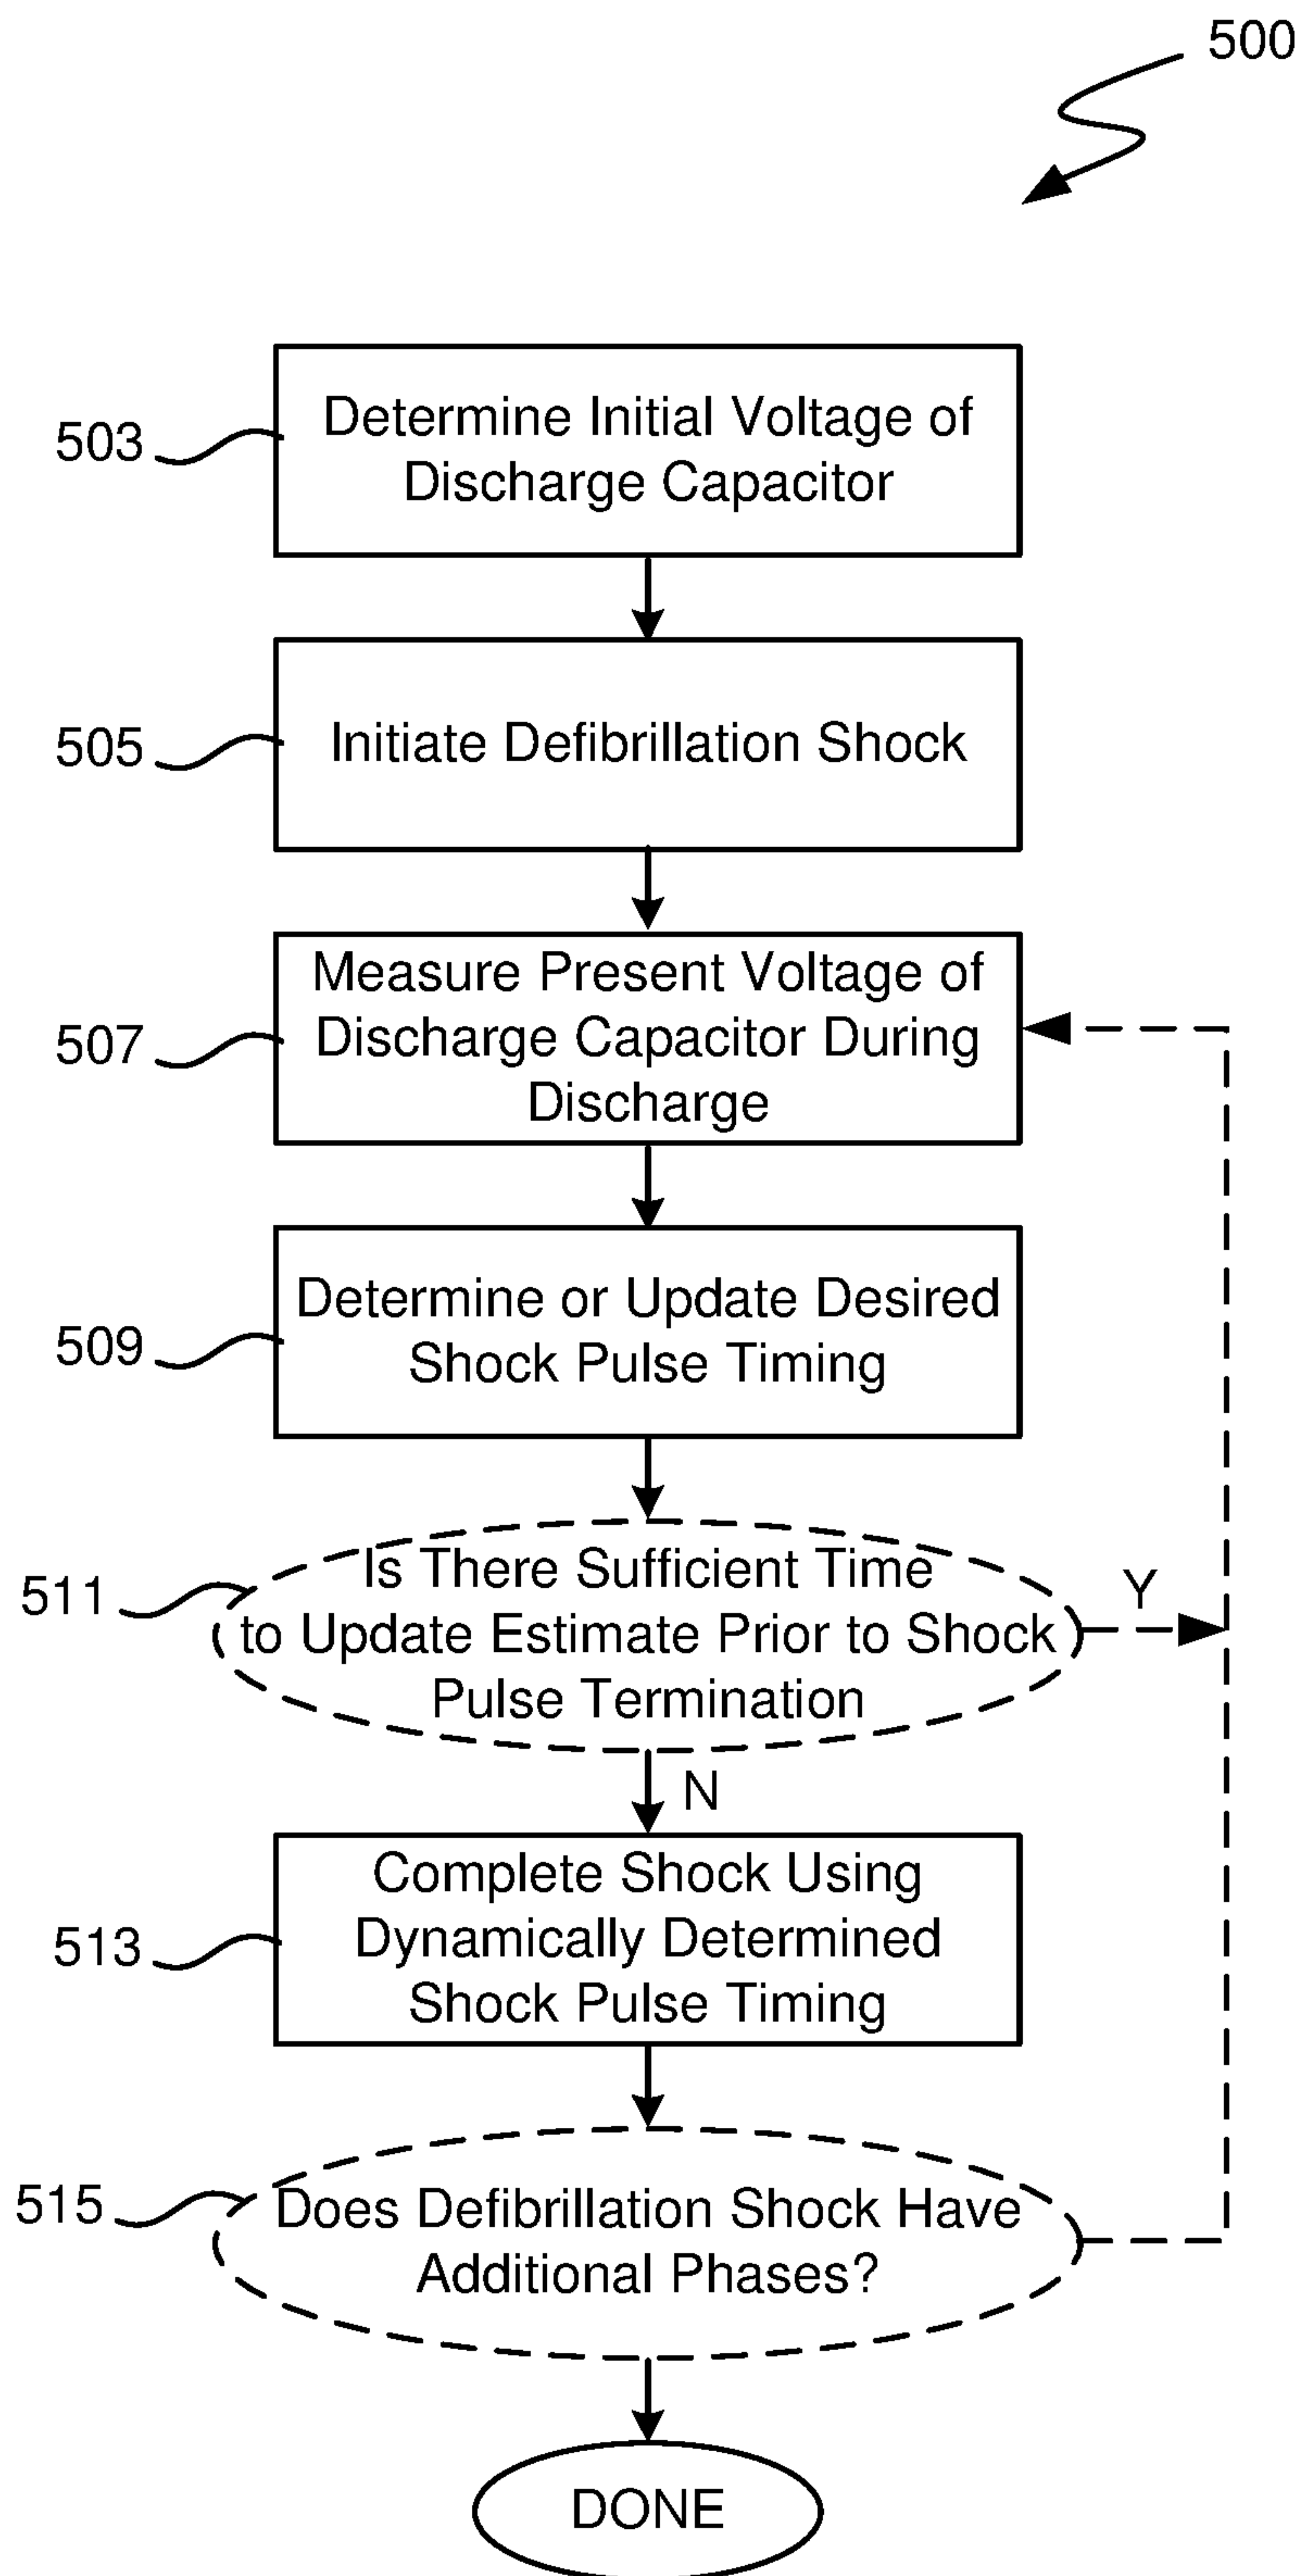 500
503
Determine Initial Voltage of
Discharge Capacitor
505
Initiate Defibrillation Shock
507
Measure Present Voltage of
Discharge Capacitor During
Discharge
509
Determine or Update Desired
Shock Pulse Timing
511
Is There Sufficient Time
to Update Estimate Prior to Shock
Pulse Termination
Y
N
513
Complete Shock Using
Dynamically Determined
Shock Pulse Timing
515
Does Defibrillation Shock Have
Additional Phases?
DONE